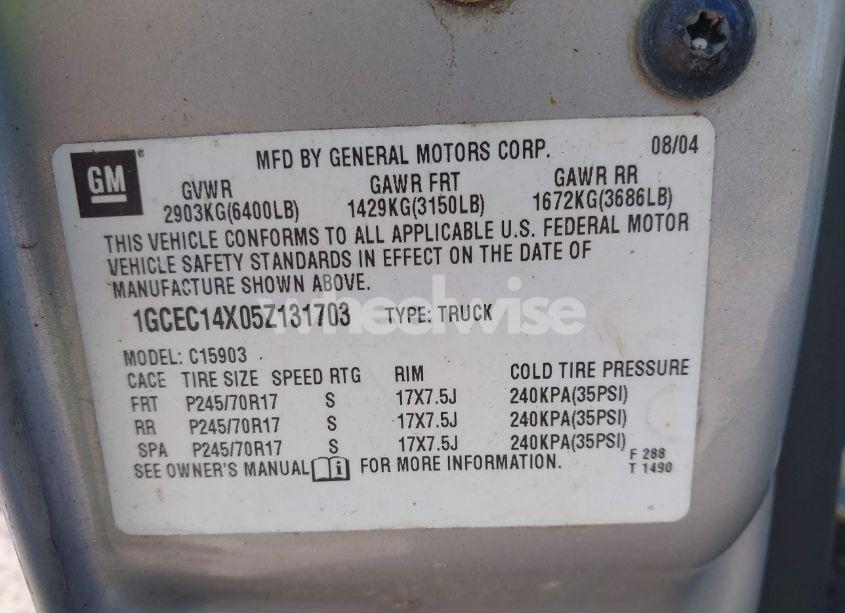 GM
MFD BY GENERAL MOTORS CORP. 08/04
GVWR GAWR FRT GAWR RR
2903KG(6400LB) 1429KG(3150LB) 1672KG(3686LB)
THIS VEHICLE CONFORMS TO ALL APPLICABLE U.S. FEDERAL MOTOR
VEHICLE SAFETY STANDARDS IN EFFECT ON THE DATE OF
MANUFACTURE SHOWN ABOVE.
1GCEC14X05Z131703 TYPE: TRUCK
wheelwise
MODEL: C15903
CACE TIRE SIZE SPEED RTG RIM COLD TIRE PRESSURE
FRT P245/70R17 S 17X7.5J 240KPA(35PSI)
RR P245/70R17 S 17X7.5J 240KPA(35PSI)
SPA P245/70R17 S 17X7.5J 240KPA(35PSI)
SEE OWNER'S MANUAL FOR MORE INFORMATION.
F 288
T 1490